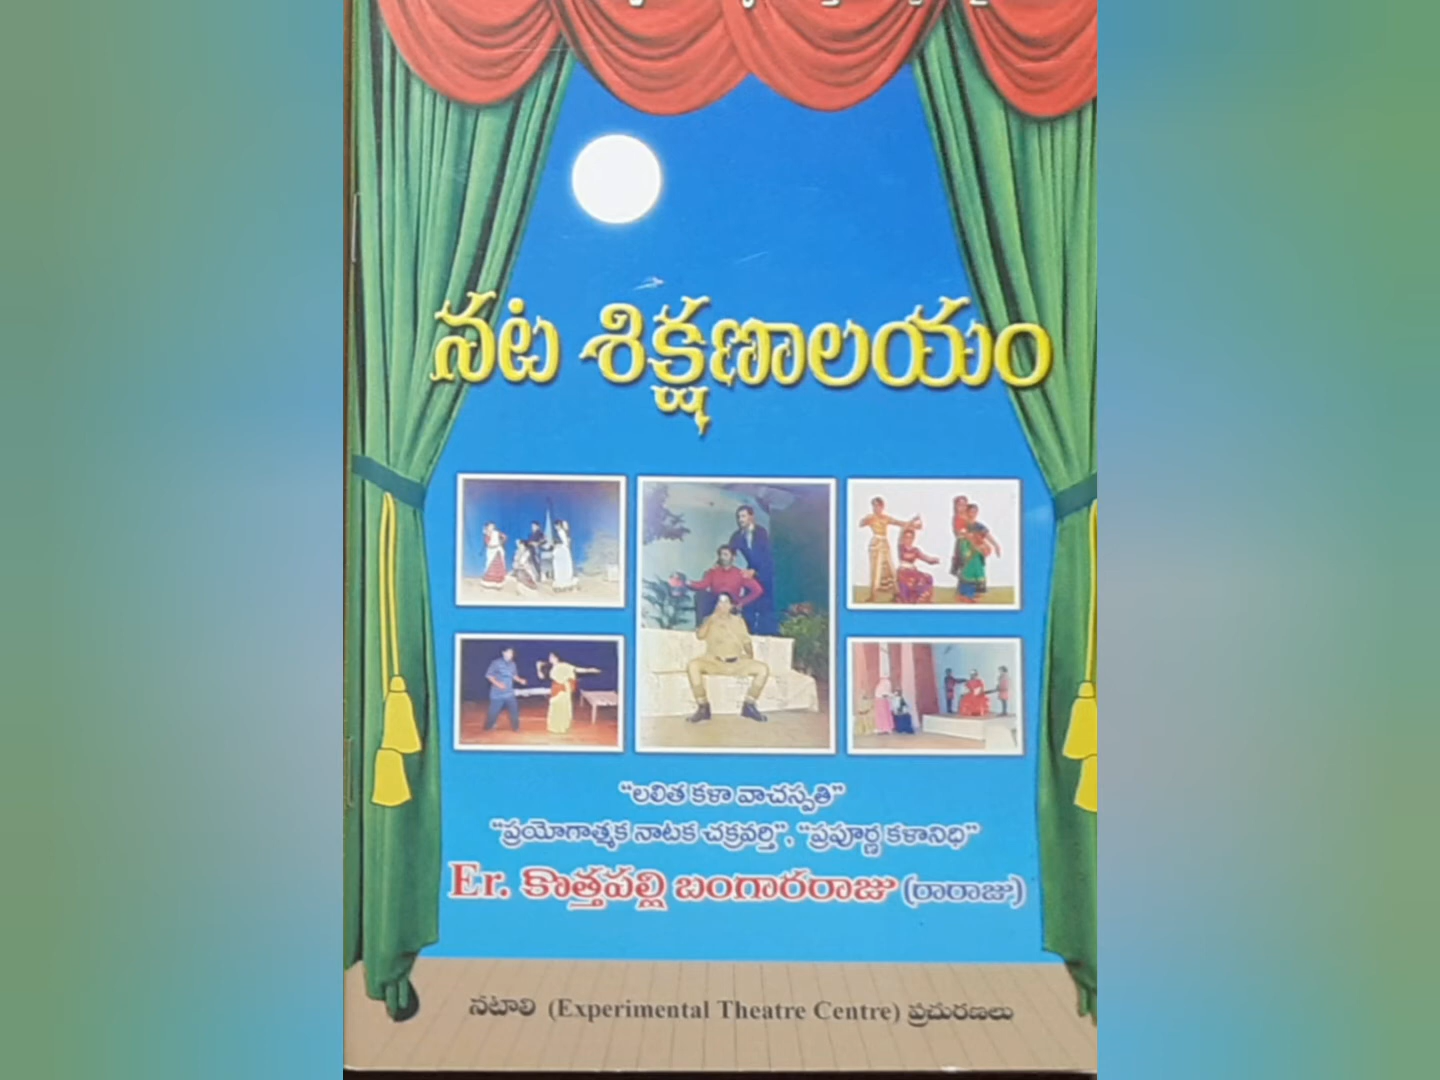 నట శిక్షణాలయం
“లలిత కళా వాచస్పతి”
“ప్రయోగాత్మక నాటక చక్రవర్తి”, “ప్రపూర్ణ కళానిధి”
Er. కొత్తపల్లి బంగారరాజు (రారాజు)
నటాలి (Experimental Theatre Centre) ప్రచురణలు